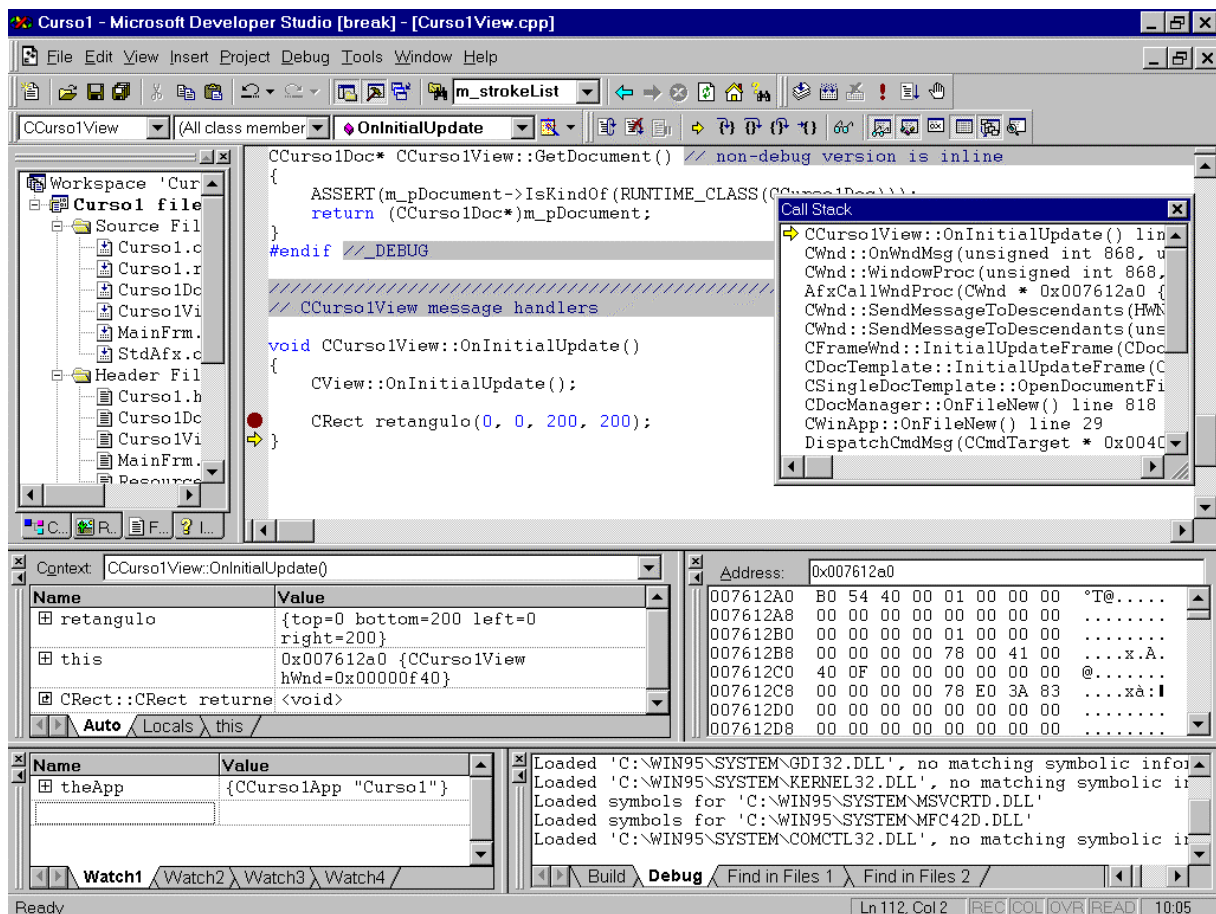 Curso1 - Microsoft Developer Studio [break] - [Curso1View.cpp]
File Edit View Insert Project Debug Tools Window Help
m_strokeList
CCurso1View (All class member OnInitialUpdate
Workspace 'Cur
Curso1 file
Source Fil
Curso1.c
Curso1.r
Curso1Dc
Curso1Vi
MainFrm.
StdAfx.c
Header Fil
Curso1.h
Curso1Dc
Curso1Vi
MainFrm.
Resource
C... R... F... I...
CCurso1Doc* CCurso1View::GetDocument() // non-debug version is inline
{
ASSERT(m_pDocument->IsKindOf(RUNTIME_CLASS(CCurso1Doc)));
return (CCurso1Doc*)m_pDocument;
}
#endif //_DEBUG
/////////////////////////////////////////////////
// CCurso1View message handlers
void CCurso1View::OnInitialUpdate()
{
CView::OnInitialUpdate();
CRect retangulo(0, 0, 200, 200);
}
Call Stack
CCurso1View::OnInitialUpdate() lin
CWnd::OnWndMsg(unsigned int 868, u
CWnd::WindowProc(unsigned int 868,
AfxCallWndProc(CWnd * 0x007612a0 {
CWnd::SendMessageToDescendants(HWN
CWnd::SendMessageToDescendants(uns
CFrameWnd::InitialUpdateFrame(CDoc
CDocTemplate::InitialUpdateFrame(C
CSingleDocTemplate::OpenDocumentFi
CDocManager::OnFileNew() line 818
CWinApp::OnFileNew() line 29
DispatchCmdMsg(CCmdTarget * 0x0040
Context: CCurso1View::OnInitialUpdate()
Name Value
retangulo {top=0 bottom=200 left=0
right=200}
this 0x007612a0 {CCurso1View
hWnd=0x00000f40}
CRect::CRect returne <void>
Auto Locals this
Address: 0x007612a0
007612A0 B0 54 40 00 01 00 00 00 °T@.....
007612A8 00 00 00 00 00 00 00 00 ........
007612B0 00 00 00 00 01 00 00 00 ........
007612B8 00 00 00 00 78 00 41 00 ....x.A.
007612C0 40 0F 00 00 00 00 00 00 @.......
007612C8 00 00 00 00 78 E0 3A 83 ....xà:
007612D0 00 00 00 00 00 00 00 00 ........
007612D8 00 00 00 00 00 00 00 00 ........
Name Value
theApp {CCurso1App "Curso1"}
Watch1 Watch2 Watch3 Watch4
Loaded 'C:\WIN95\SYSTEM\GDI32.DLL', no matching symbolic infor
Loaded 'C:\WIN95\SYSTEM\KERNEL32.DLL', no matching symbolic in
Loaded symbols for 'C:\WIN95\SYSTEM\MSVCRTD.DLL'
Loaded symbols for 'C:\WIN95\SYSTEM\MFC42D.DLL'
Loaded 'C:\WIN95\SYSTEM\COMCTL32.DLL', no matching symbolic in
Build Debug Find in Files 1 Find in Files 2
Ready Ln 112, Col 2 REC COL OVR READ 10:05